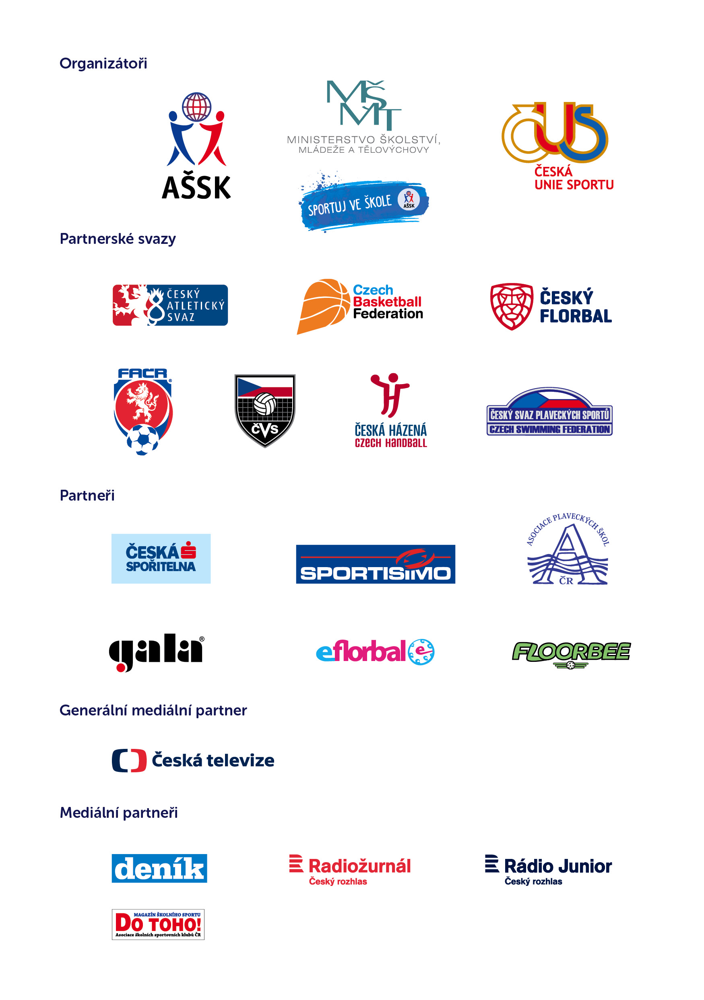 Organizátoři
AŠSK
MŠMT
MINISTERSTVO ŠKOLSTVÍ,
MLÁDEŽE A TĚLOVÝCHOVY
SPORTUJ VE ŠKOLE
AŠSK
ČUS
ČESKÁ
UNIE SPORTU
Partnerské svazy
ČESKÝ
ATLETICKÝ
SVAZ
Czech
Basketball
Federation
ČESKÝ
FLORBAL
FAČR®
ČVS
ČESKÁ HÁZENÁ
CZECH HANDBALL
ČESKÝ SVAZ PLAVECKÝCH SPORTŮ
CZECH SWIMMING FEDERATION
Partneři
ČESKÁ
SPOŘITELNA
SPORTISIMO
ASOCIACE PLAVECKÝCH ŠKOL
A
ČR
gala®
eflorbal e
FLOORBEE
Generální mediální partner
Česká televize
Mediální partneři
deník
Radiožurnál
Český rozhlas
Rádio Junior
Český rozhlas
MAGAZÍN ŠKOLNÍHO SPORTU
DO TOHO!
Asociace školních sportovních klubů ČR